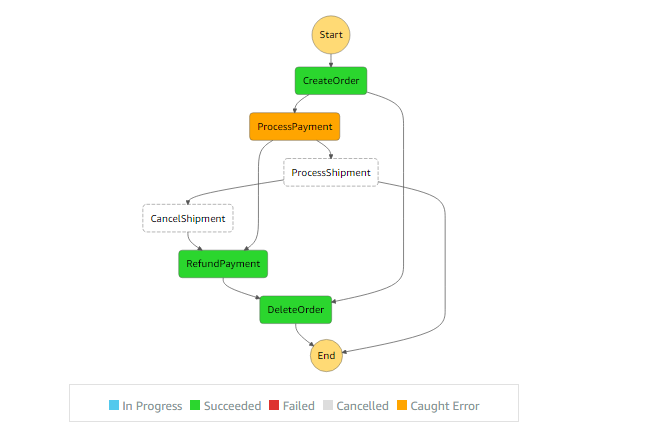 Start
CreateOrder
ProcessPayment
ProcessShipment
CancelShipment
RefundPayment
DeleteOrder
End
In Progress Succeeded Failed Cancelled Caught Error